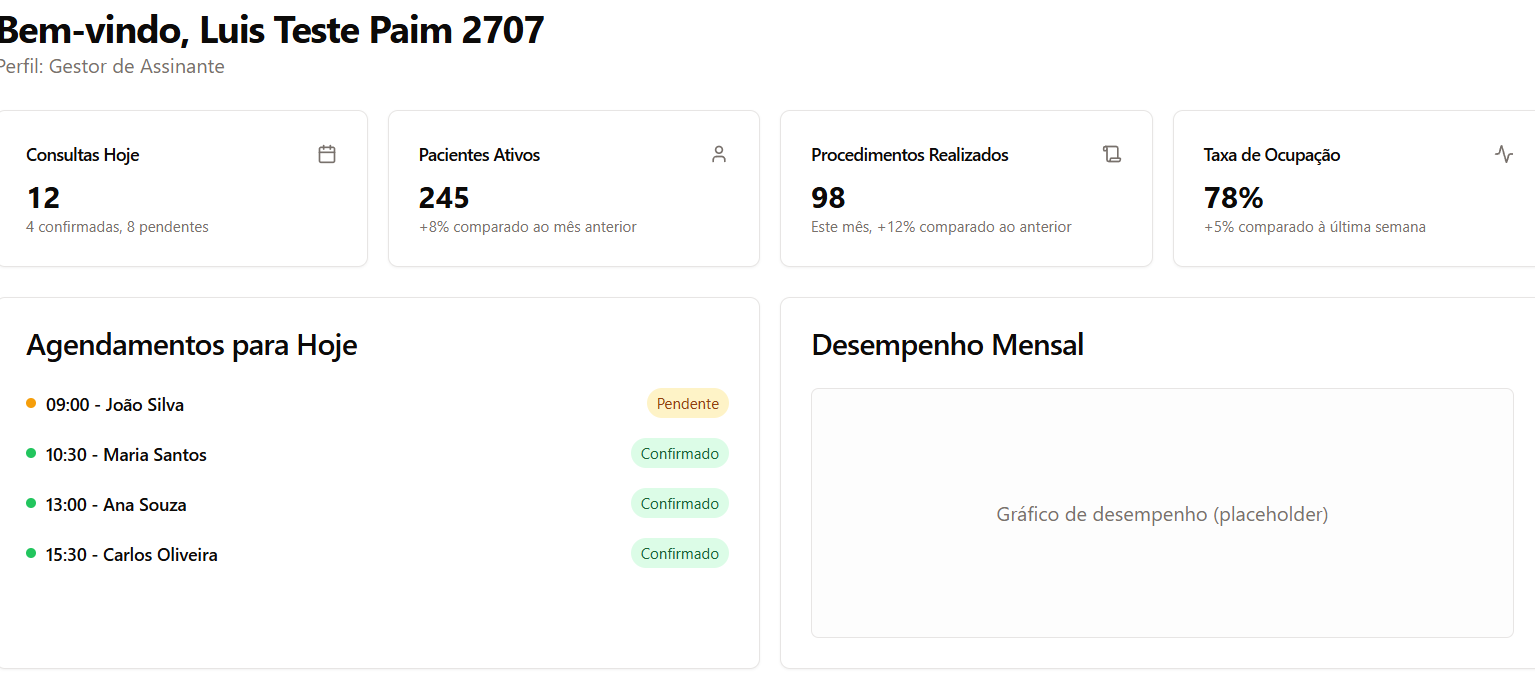 Bem-vindo, Luis Teste Paim 2707
Perfil: Gestor de Assinante
Consultas Hoje
12
4 confirmadas, 8 pendentes
Pacientes Ativos
245
+8% comparado ao mês anterior
Procedimentos Realizados
98
Este mês, +12% comparado ao anterior
Taxa de Ocupação
78%
+5% comparado à última semana
Agendamentos para Hoje
09:00 - João Silva Pendente
10:30 - Maria Santos Confirmado
13:00 - Ana Souza Confirmado
15:30 - Carlos Oliveira Confirmado
Desempenho Mensal
Gráfico de desempenho (placeholder)